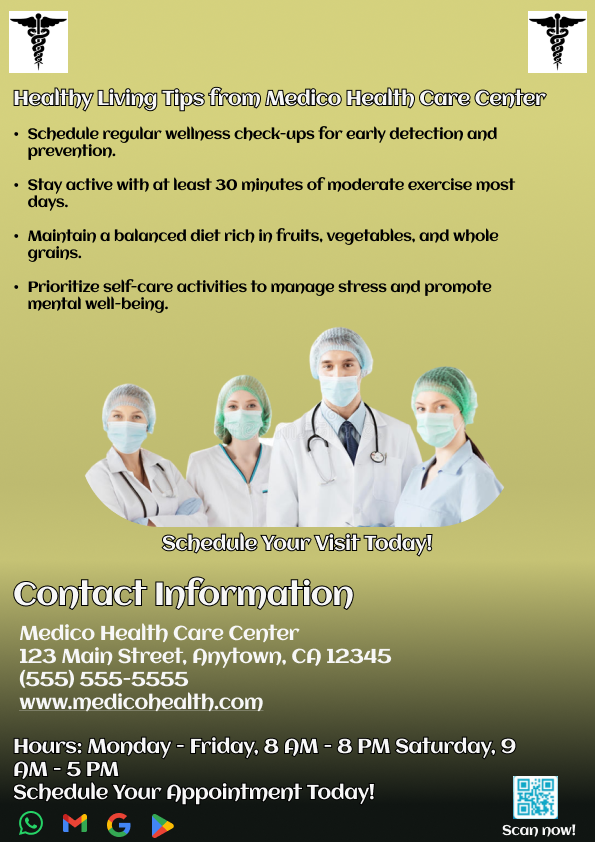 Healthy Living Tips from Medico Health Care Center
• Schedule regular wellness check-ups for early detection and
prevention.
• Stay active with at least 30 minutes of moderate exercise most
days.
• Maintain a balanced diet rich in fruits, vegetables, and whole
grains.
• Prioritize self-care activities to manage stress and promote
mental well-being.
Schedule Your Visit Today!
Contact Information
Medico Health Care Center
123 Main Street, Anytown, CA 12345
(555) 555-5555
www.medicohealth.com
Hours: Monday - Friday, 8 AM - 8 PM Saturday, 9
AM - 5 PM
Schedule Your Appointment Today!
Scan now!